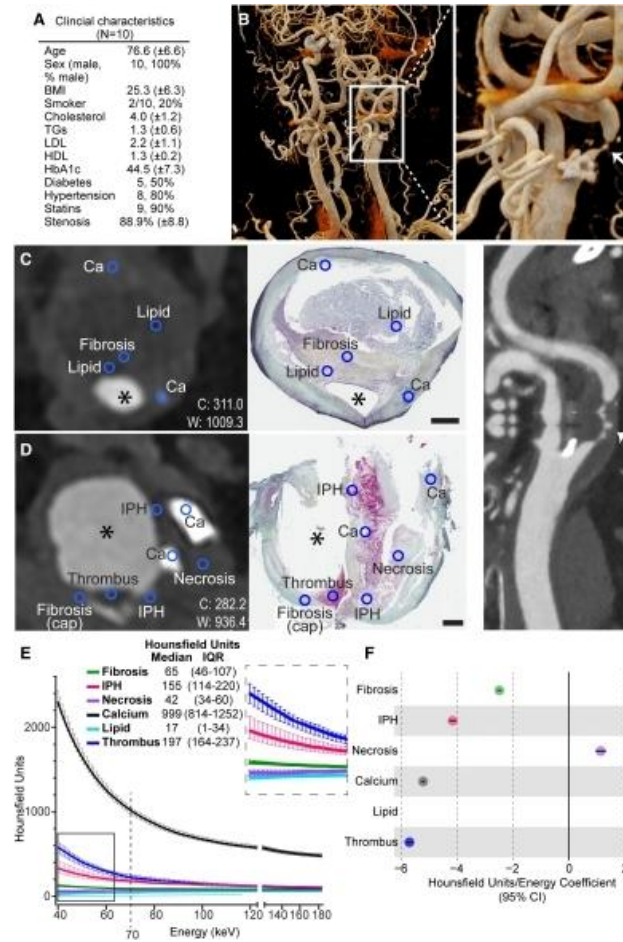 A
Clincial characteristics
(N=10)
Age 76.6 (±6.6)
Sex (male, 10, 100%
% male)
BMI 25.3 (±6.3)
Smoker 2/10, 20%
Cholesterol 4.0 (±1.2)
TGs 1.3 (±0.6)
LDL 2.2 (±1.1)
HDL 1.3 (±0.2)
HbA1c 44.5 (±7.3)
Diabetes 5, 50%
Hypertension 8, 80%
Statins 9, 90%
Stenosis 88.9% (±8.8)
B
C
Ca
Lipid
Fibrosis
Lipid
Ca
*
C: 311.0
W: 1009.3
Ca
Lipid
Fibrosis
Lipid
Ca
*
D
IPH
Ca
*
Ca
Necrosis
Thrombus
Fibrosis
(cap)
IPH
C: 282.2
W: 936.4
IPH
Ca
Ca
*
Necrosis
Thrombus
Fibrosis
(cap)
IPH
E
Hounsfield Units
Median IQR
Fibrosis 65 (46-107)
IPH 155 (114-220)
Necrosis 42 (34-60)
Calcium 999 (814-1252)
Lipid 17 (1-34)
Thrombus 197 (164-237)
Hounsfield Units
2000
1000
0
40 60 80 100 120 140 160 180
70
Energy (keV)
F
Fibrosis
IPH
Necrosis
Calcium
Lipid
Thrombus
−6 −4 −2 0 2
Hounsfield Units/Energy Coefficient
(95% CI)